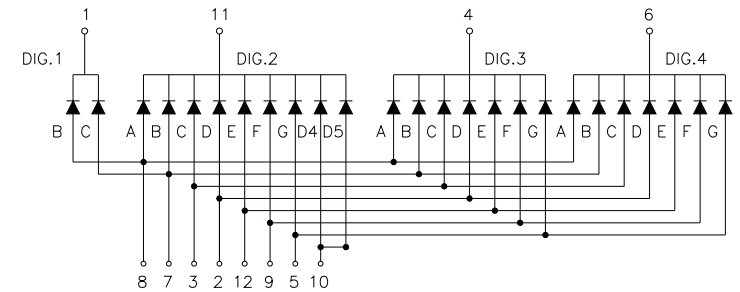 1 11 4 6
DIG.1 DIG.2 DIG.3 DIG.4
B C A B C D E F G D4 D5 A B C D E F G A B C D E F G
8 7 3 2 12 9 5 10